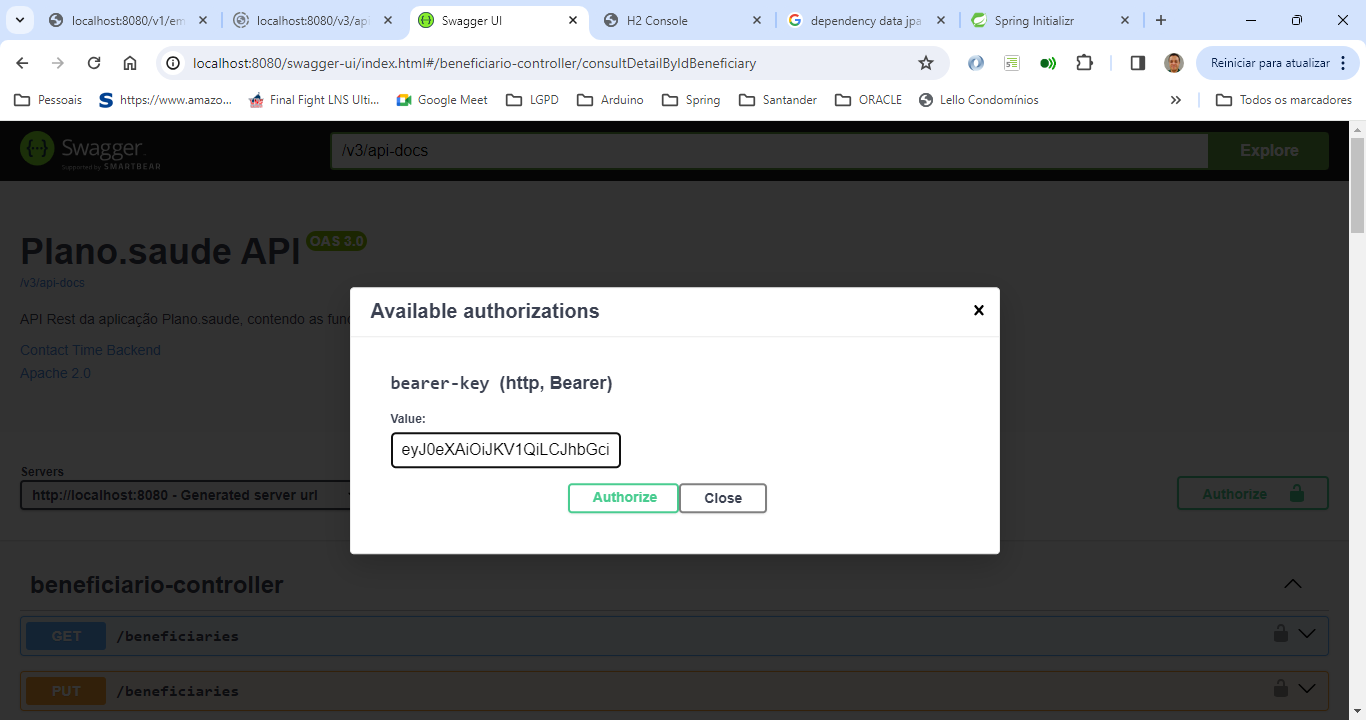 localhost:8080/v1/em
localhost:8080/v3/api
Swagger UI
H2 Console
dependency data jpa
Spring Initializr
localhost:8080/swagger-ui/index.html#/beneficiario-controller/consultDetailByIdBeneficiary
Reiniciar para atualizar
Pessoais
https://www.amazo...
Final Fight LNS Ulti...
Google Meet
LGPD
Arduino
Spring
Santander
ORACLE
Lello Condomínios
Todos os marcadores
Swagger.
Supported by SMARTBEAR
/v3/api-docs
Explore
Plano.saude API
OAS 3.0
/v3/api-docs
API Rest da aplicação Plano.saude, contendo as fun
Contact Time Backend
Apache 2.0
Available authorizations
bearer-key (http, Bearer)
Value:
eyJ0eXAiOiJKV1QiLCJhbGci
Authorize
Close
Servers
http://localhost:8080 - Generated server url
Authorize
beneficiario-controller
GET /beneficiaries
PUT /beneficiaries